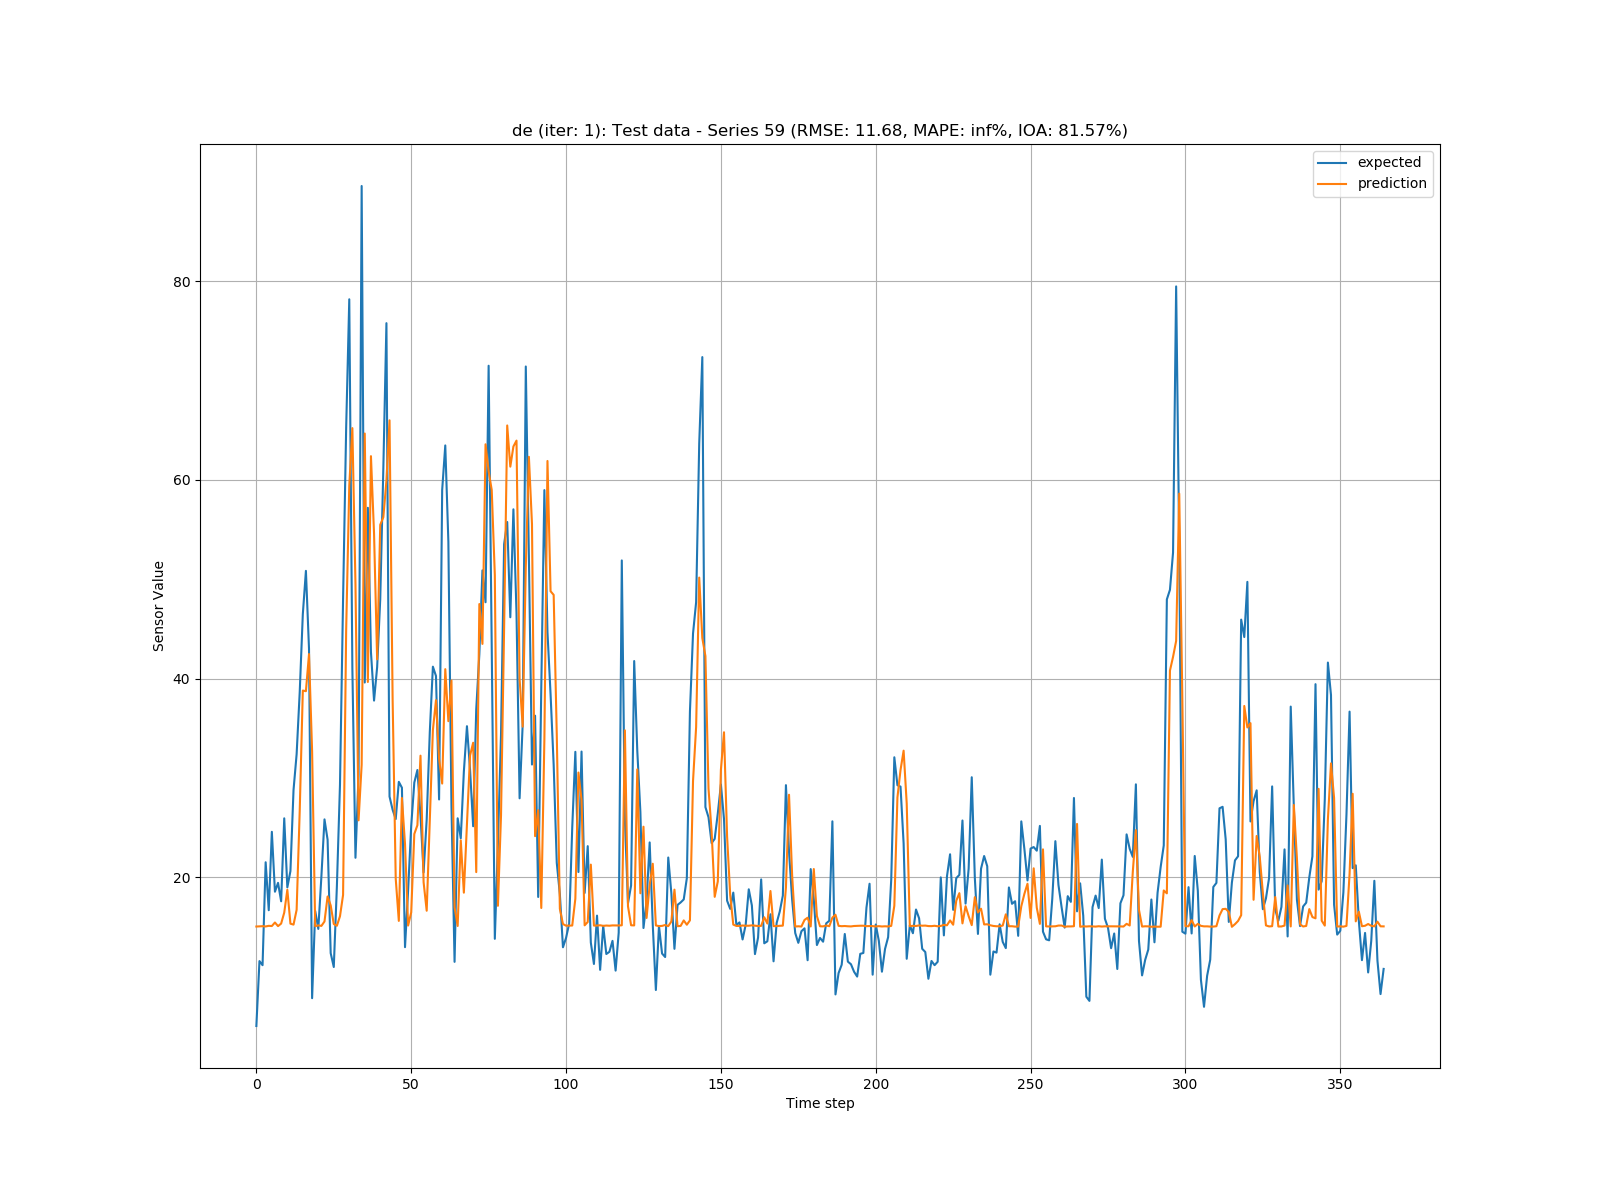 de (iter: 1): Test data - Series 59 (RMSE: 11.68, MAPE: inf%, IOA: 81.57%)
expected
prediction
80
60
40
20
Sensor Value
0 50 100 150 200 250 300 350
Time step